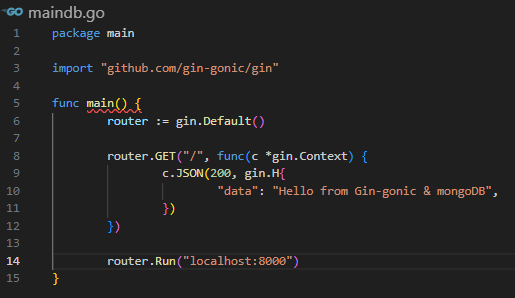 GO maindb.go
1 package main
2
3 import "github.com/gin-gonic/gin"
4
5 func main() {
6 router := gin.Default()
7
8 router.GET("/", func(c *gin.Context) {
9 c.JSON(200, gin.H{
10 "data": "Hello from Gin-gonic & mongoDB",
11 })
12 })
13
14 router.Run("localhost:8000")
15 }